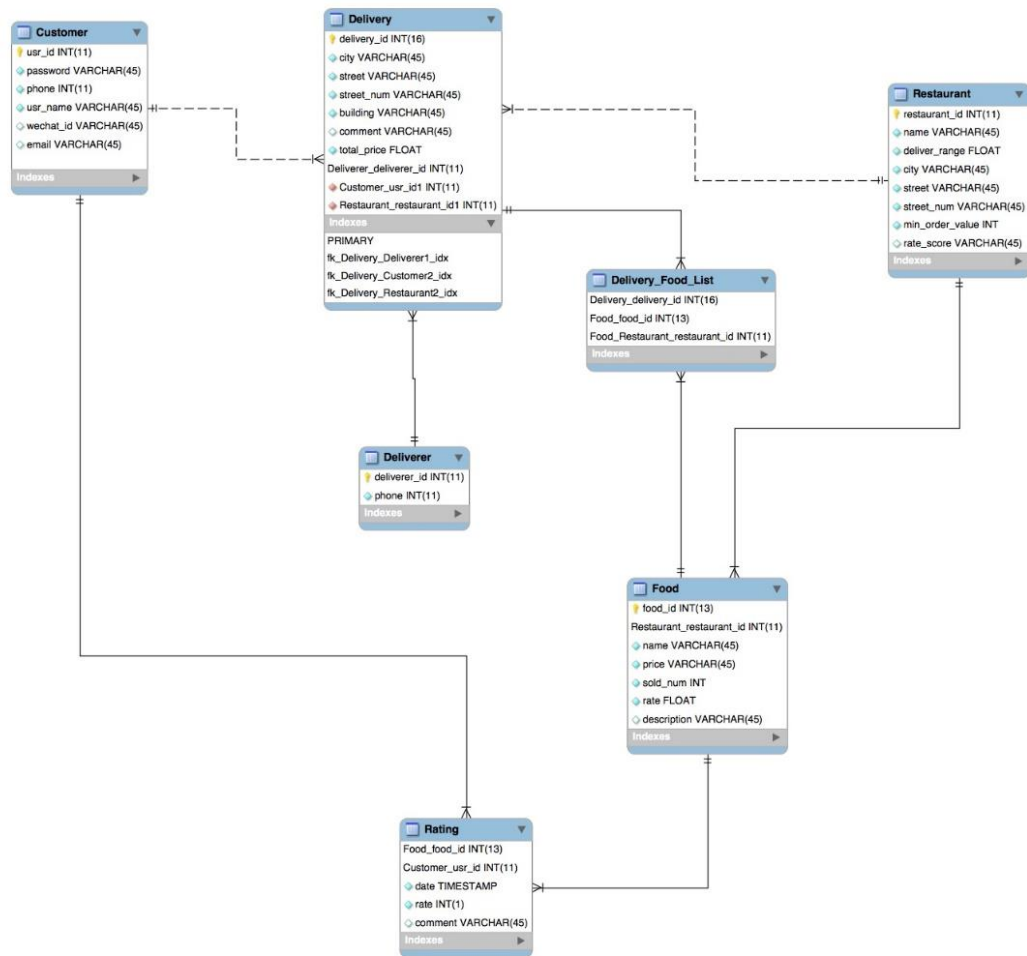 Customer
usr_id INT(11)
password VARCHAR(45)
phone INT(11)
usr_name VARCHAR(45)
wechat_id VARCHAR(45)
email VARCHAR(45)
Indexes
Delivery
delivery_id INT(16)
city VARCHAR(45)
street VARCHAR(45)
street_num VARCHAR(45)
building VARCHAR(45)
comment VARCHAR(45)
total_price FLOAT
Deliverer_deliverer_id INT(11)
Customer_usr_id1 INT(11)
Restaurant_restaurant_id1 INT(11)
Indexes
PRIMARY
fk_Delivery_Deliverer1_idx
fk_Delivery_Customer2_idx
fk_Delivery_Restaurant2_idx
Restaurant
restaurant_id INT(11)
name VARCHAR(45)
deliver_range FLOAT
city VARCHAR(45)
street VARCHAR(45)
street_num VARCHAR(45)
min_order_value INT
rate_score VARCHAR(45)
Indexes
Delivery_Food_List
Delivery_delivery_id INT(16)
Food_food_id INT(13)
Food_Restaurant_restaurant_id INT(11)
Indexes
Deliverer
deliverer_id INT(11)
phone INT(11)
Indexes
Food
food_id INT(13)
Restaurant_restaurant_id INT(11)
name VARCHAR(45)
price VARCHAR(45)
sold_num INT
rate FLOAT
description VARCHAR(45)
Indexes
Rating
Food_food_id INT(13)
Customer_usr_id INT(11)
date TIMESTAMP
rate INT(1)
comment VARCHAR(45)
Indexes